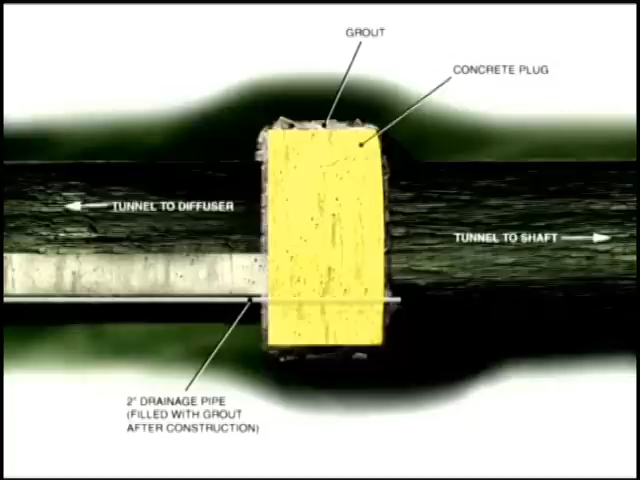 GROUT
CONCRETE PLUG
TUNNEL TO DIFFUSER
TUNNEL TO SHAFT
2" DRAINAGE PIPE
(FILLED WITH GROUT
AFTER CONSTRUCTION)